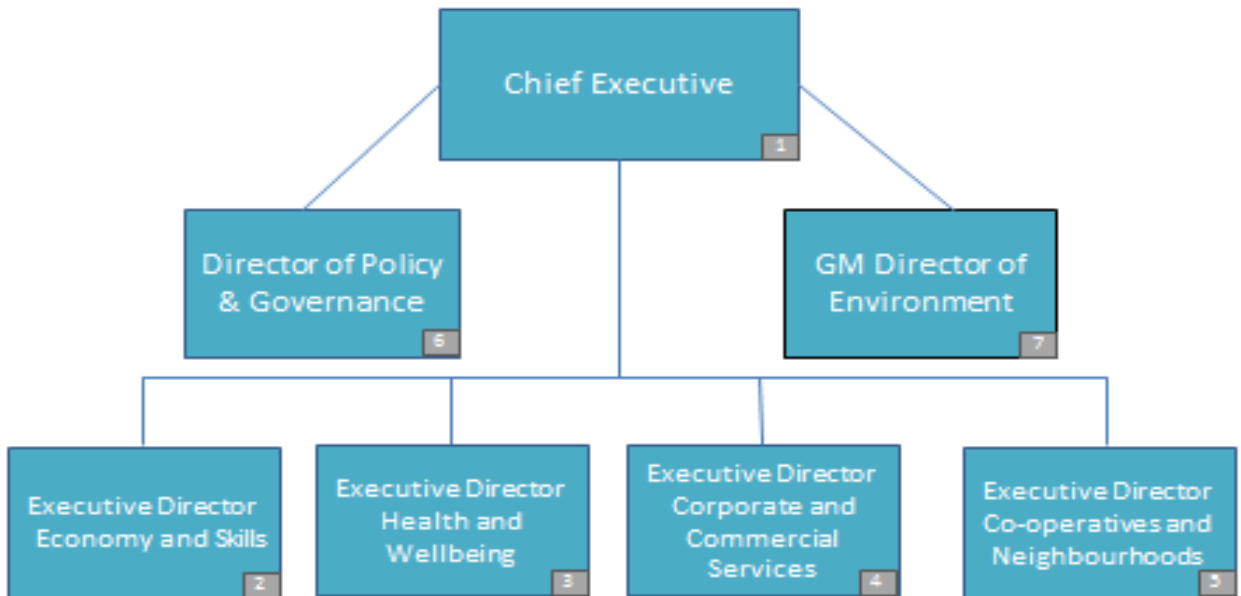 Chief Executive
1
Director of Policy
& Governance
6
GM Director of
Environment
7
Executive Director
Economy and Skills
2
Executive Director
Health and
Wellbeing
3
Executive Director
Corporate and
Commercial
Services
4
Executive Director
Co-operatives and
Neighbourhoods
5